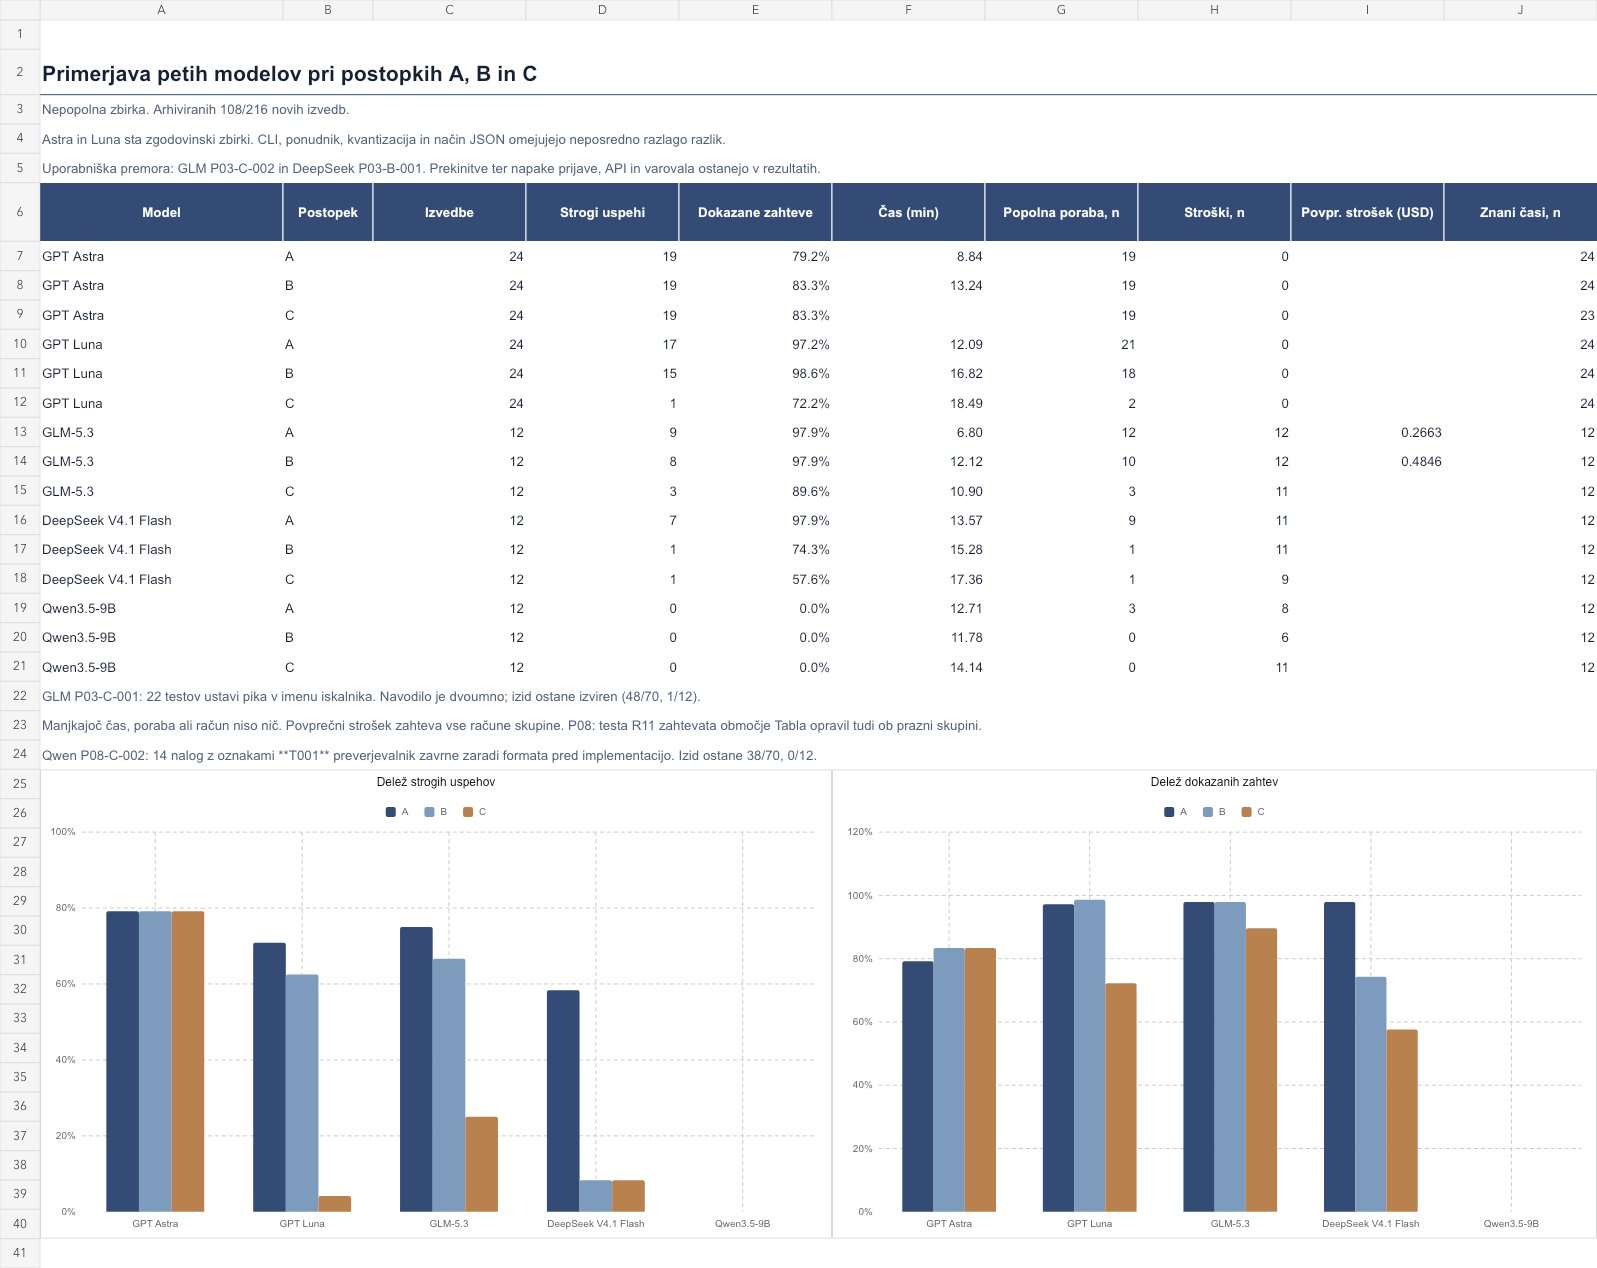 A B C D E F G H I J
1
2 Primerjava petih modelov pri postopkih A, B in C
3 Nepopolna zbirka. Arhiviranih 108/216 novih izvedb.
4 Astra in Luna sta zgodovinski zbirki. CLI, ponudnik, kvantizacija in način JSON omejujejo neposredno razlago razlik.
5 Uporabniška premora: GLM P03-C-002 in DeepSeek P03-B-001. Prekinitve ter napake prijave, API in varovala ostanejo v rezultatih.
6 Model Postopek Izvedbe Strogi uspehi Dokazane zahteve Čas (min) Popolna poraba, n Stroški, n Povpr. strošek (USD) Znani časi, n
7 GPT Astra A 24 19 79.2% 8.84 19 0 24
8 GPT Astra B 24 19 83.3% 13.24 19 0 24
9 GPT Astra C 24 19 83.3% 19 0 23
10 GPT Luna A 24 17 97.2% 12.09 21 0 24
11 GPT Luna B 24 15 98.6% 16.82 18 0 24
12 GPT Luna C 24 1 72.2% 18.49 2 0 24
13 GLM-5.3 A 12 9 97.9% 6.80 12 12 0.2663 12
14 GLM-5.3 B 12 8 97.9% 12.12 10 12 0.4846 12
15 GLM-5.3 C 12 3 89.6% 10.90 3 11 12
16 DeepSeek V4.1 Flash A 12 7 97.9% 13.57 9 11 12
17 DeepSeek V4.1 Flash B 12 1 74.3% 15.28 1 11 12
18 DeepSeek V4.1 Flash C 12 1 57.6% 17.36 1 9 12
19 Qwen3.5-9B A 12 0 0.0% 12.71 3 8 12
20 Qwen3.5-9B B 12 0 0.0% 11.78 0 6 12
21 Qwen3.5-9B C 12 0 0.0% 14.14 0 11 12
22 GLM P03-C-001: 22 testov ustavi pika v imenu iskalnika. Navodilo je dvoumno; izid ostane izviren (48/70, 1/12).
23 Manjkajoč čas, poraba ali račun niso nič. Povprečni strošek zahteva vse račune skupine. P08: testa R11 zahtevata območje Tabla opravil tudi ob prazni skupini.
24 Qwen P08-C-002: 14 nalog z oznakami **T001** preverjevalnik zavrne zaradi formata pred implementacijo. Izid ostane 38/70, 0/12.
25
26
27
28
29
30
31
32
33
34
35
36
37
38
39
40
41
Delež strogih uspehov
A B C
100%
80%
60%
40%
20%
0%
GPT Astra GPT Luna GLM-5.3 DeepSeek V4.1 Flash Qwen3.5-9B
Delež dokazanih zahtev
A B C
120%
100%
80%
60%
40%
20%
0%
GPT Astra GPT Luna GLM-5.3 DeepSeek V4.1 Flash Qwen3.5-9B